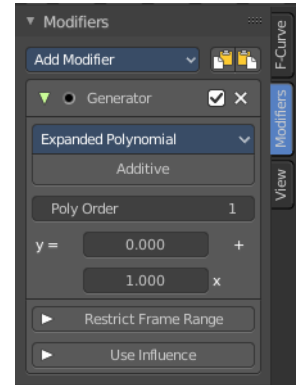 Modifiers
Add Modifier
Generator
Expanded Polynomial
Additive
Poly Order 1
y = 0.000 +
1.000 x
Restrict Frame Range
Use Influence
F-Curve
Modifiers
View